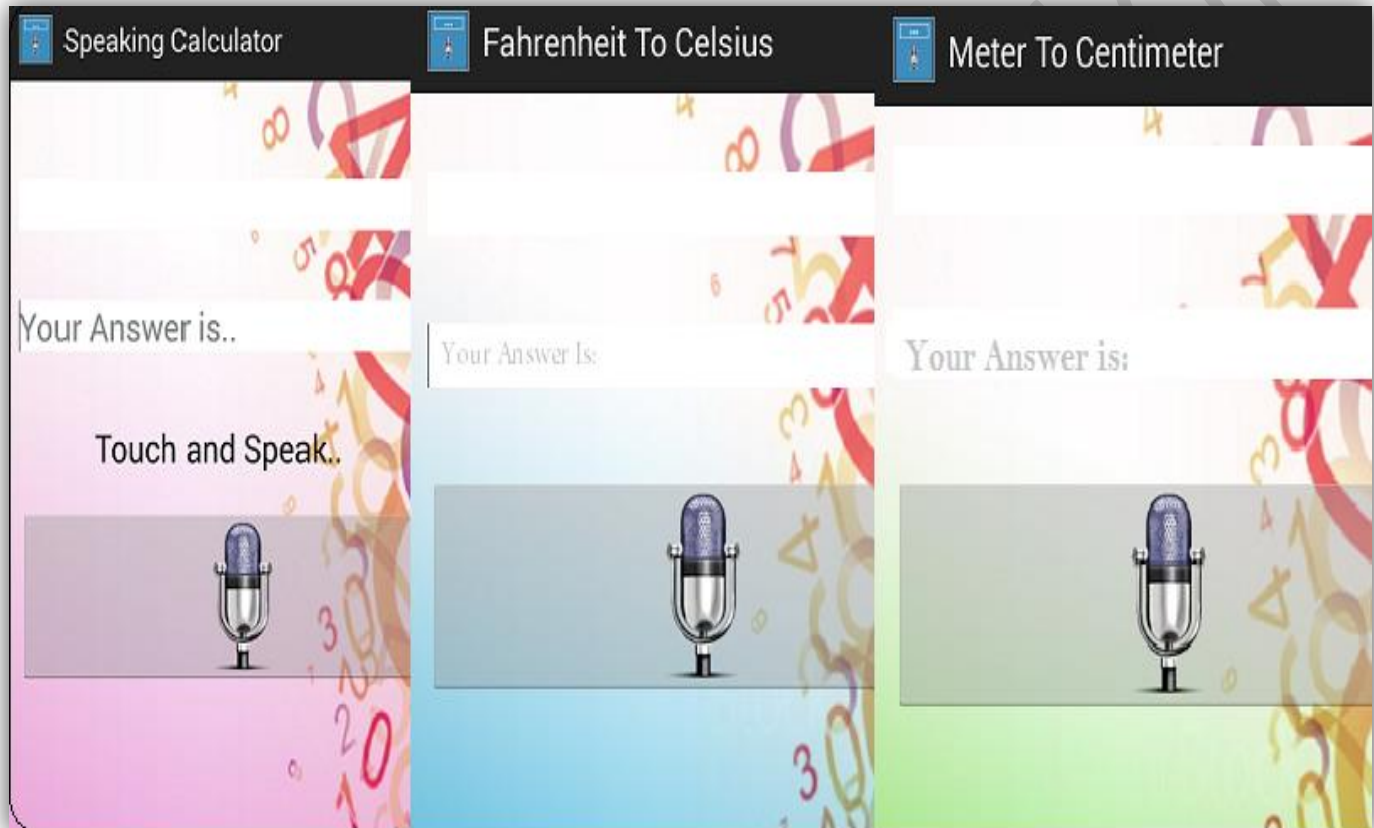 Speaking Calculator
Your Answer is..
Touch and Speak..
Fahrenheit To Celsius
Your Answer Is:
Meter To Centimeter
Your Answer is: